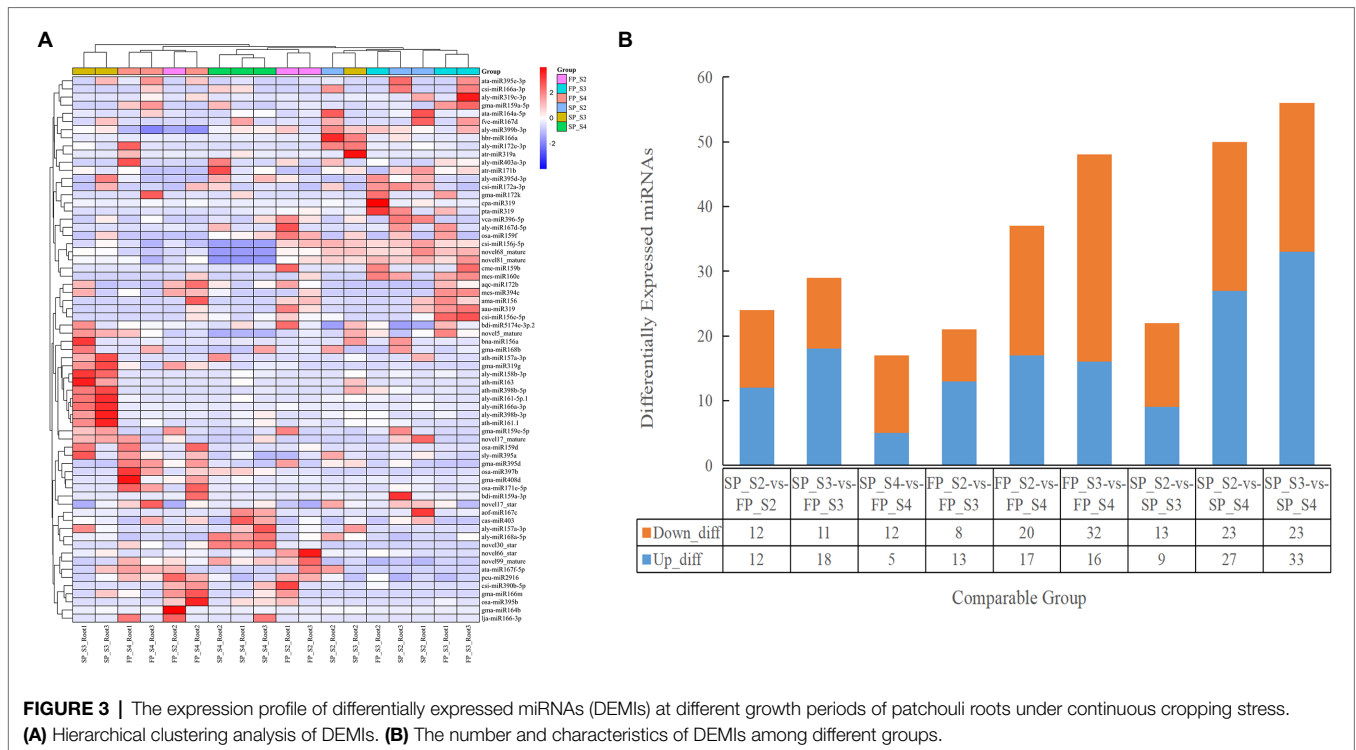 A
B
Group
ata-miR395c-3p
csi-miR166a-3p
aly-miR319c-3p
gma-miR159a-5p
ata-miR164a-5p
fve-miR167d
aly-miR399b-3p
hbr-miR166a
aly-miR172e-3p
atr-miR319a
aly-miR403a-3p
atr-miR171b
aly-miR395d-3p
csi-miR172a-3p
gma-miR172k
cpa-miR319
pta-miR319
vca-miR396-5p
aly-miR167d-5p
osa-miR159f
csi-miR156j-5p
novel68_mature
novel81_mature
cme-miR159b
mes-miR160e
aqc-miR172b
mes-miR394c
ama-miR156
aau-miR319
csi-miR156e-5p
bdi-miR5174e-3p.2
novel5_mature
bna-miR156a
gma-miR168b
ath-miR157a-3p
gma-miR319g
aly-miR158b-3p
ath-miR163
ath-miR398b-5p
aly-miR161-5p.1
aly-miR166a-3p
aly-miR398b-3p
ath-miR161.1
gma-miR159e-5p
novel17_mature
osa-miR159d
sly-miR395a
gma-miR395d
osa-miR397b
gma-miR408d
osa-miR171c-5p
bdi-miR159a-3p
novel17_star
aof-miR167c
cas-miR403
aly-miR157a-3p
aly-miR168a-5p
novel30_star
novel66_star
novel99_mature
ata-miR167f-5p
peu-miR2916
csi-miR390b-5p
gma-miR166m
osa-miR395h
gma-miR164b
lja-miR166-3p
2
0
-2
Group
FP_S2
FP_S3
FP_S4
SP_S2
SP_S3
SP_S4
SP_S3_Root1
SP_S3_Root3
FP_S4_Root1
FP_S4_Root3
FP_S2_Root2
FP_S4_Root2
SP_S4_Root2
SP_S4_Root1
SP_S4_Root3
FP_S2_Root1
FP_S2_Root3
SP_S2_Root2
SP_S3_Root2
FP_S3_Root2
SP_S2_Root3
SP_S2_Root1
FP_S3_Root1
FP_S3_Root3
Differentially Expressed miRNAs
60
50
40
30
20
10
0
SP_S2-vs-FP_S2 SP_S3-vs-FP_S3 SP_S4-vs-FP_S4 FP_S2-vs-FP_S3 FP_S2-vs-FP_S4 FP_S3-vs-FP_S4 SP_S2-vs-SP_S3 SP_S2-vs-SP_S4 SP_S3-vs-SP_S4
Down_diff 12 11 12 8 20 32 13 23 23
Up_diff 12 18 5 13 17 16 9 27 33
Comparable Group
FIGURE 3 | The expression profile of differentially expressed miRNAs (DEMIs) at different growth periods of patchouli roots under continuous cropping stress.
(A) Hierarchical clustering analysis of DEMIs. (B) The number and characteristics of DEMIs among different groups.